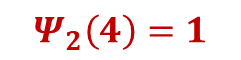 Ψ₂(4) = 1